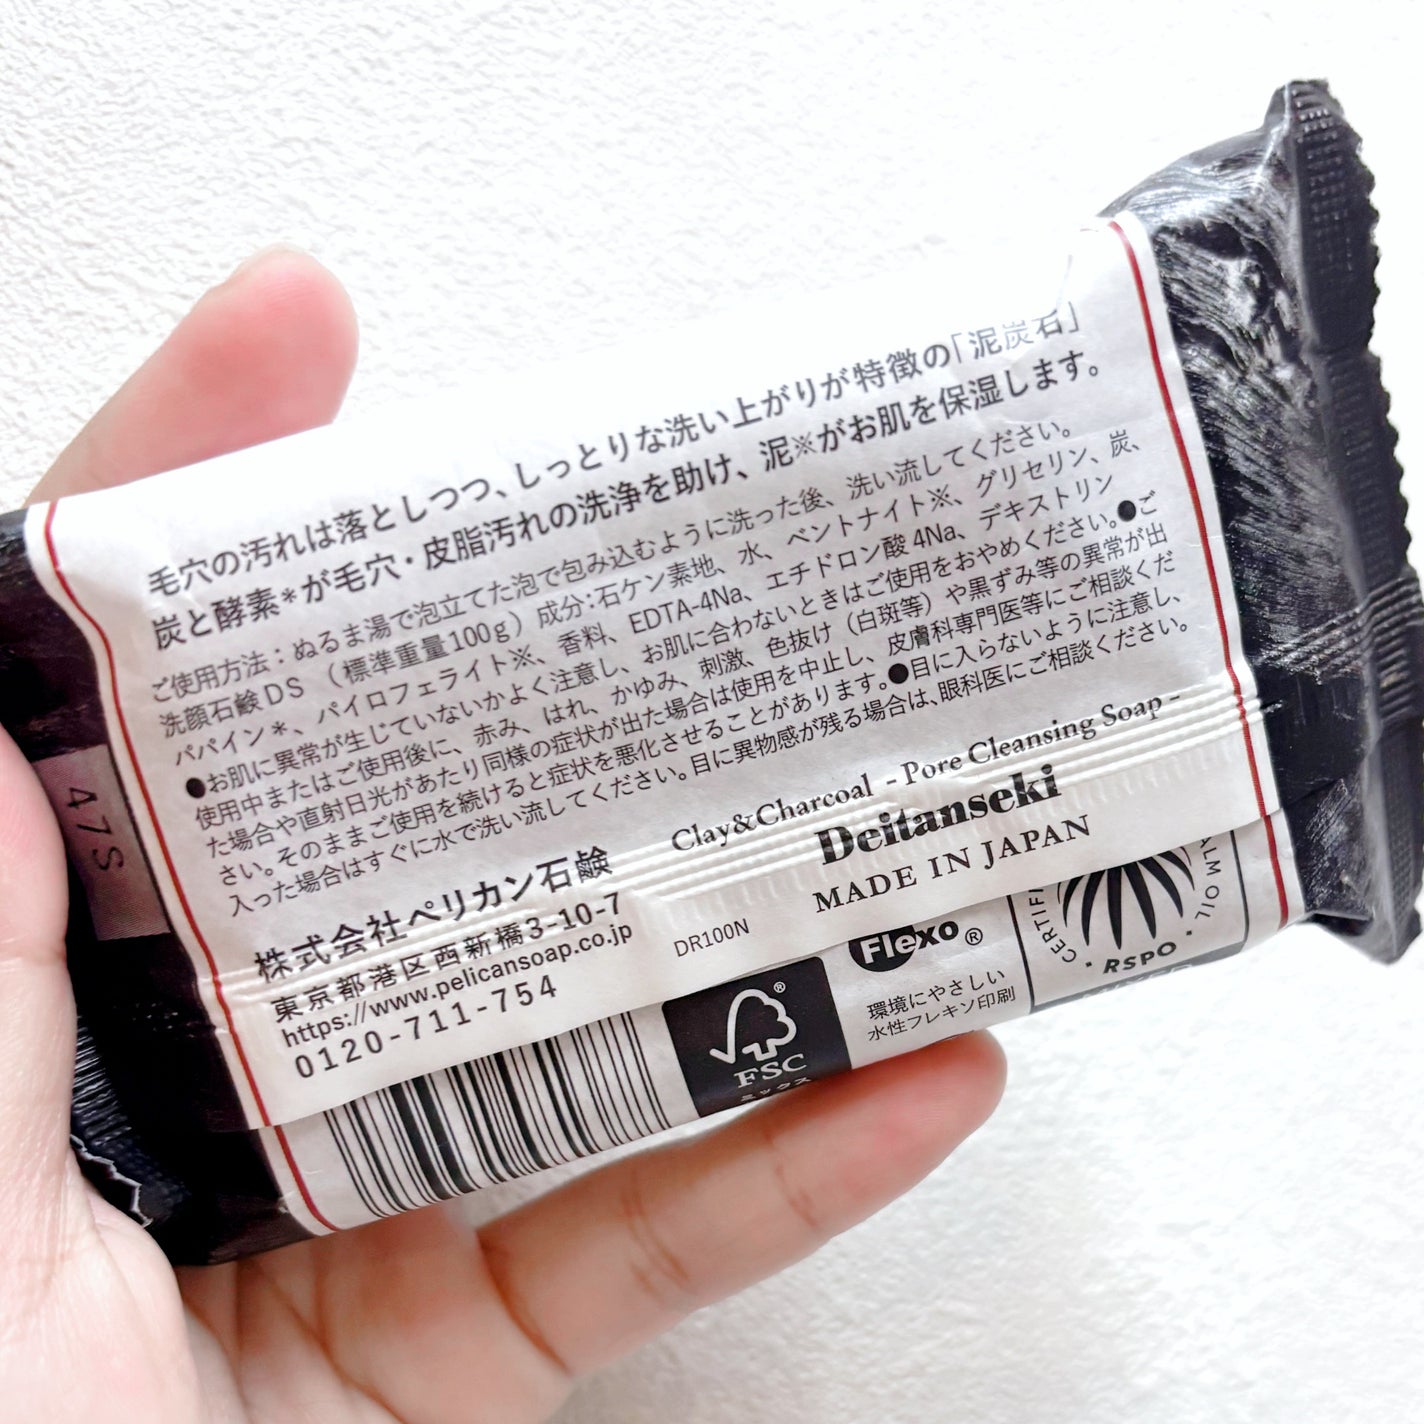 毛穴の汚れは落としつつ、しっとりな洗い上がりが特徴の「泥炭石」
炭と酵素＊が毛穴・皮脂汚れの洗浄を助け、泥※がお肌を保湿します。
ご使用方法：ぬるま湯で泡立てた泡で包み込むように洗った後、洗い流してください。
洗顔石鹸DS（標準重量100g）成分：石ケン素地、水、ベントナイト※、グリセリン、炭、
パパイン＊、パイロフェライト※、香料、EDTA-4Na、エチドロン酸4Na、デキストリン
●お肌に異常が生じていないかよく注意し、お肌に合わないときはご使用をおやめください。●ご
使用中またはご使用後に、赤み、はれ、かゆみ、刺激、色抜け（白斑等）や黒ずみ等の異常が出
た場合や直射日光があたり同様の症状が出た場合は使用を中止し、皮膚科専門医等にご相談くだ
さい。そのままご使用を続けると症状を悪化させることがあります。●目に入らないように注意し、
入った場合はすぐに水で洗い流してください。目に異物感が残る場合は、眼科医にご相談ください。
Clay&Charcoal - Pore Cleansing Soap -
Deitanseki
MADE IN JAPAN
株式会社ペリカン石鹸
東京都港区西新橋3-10-7
https://www.pelicansoap.co.jp
0120-711-754
DR100N
47S
FSC®
ミックス
Flexo®
環境にやさしい
水性フレキソ印刷
RSPO